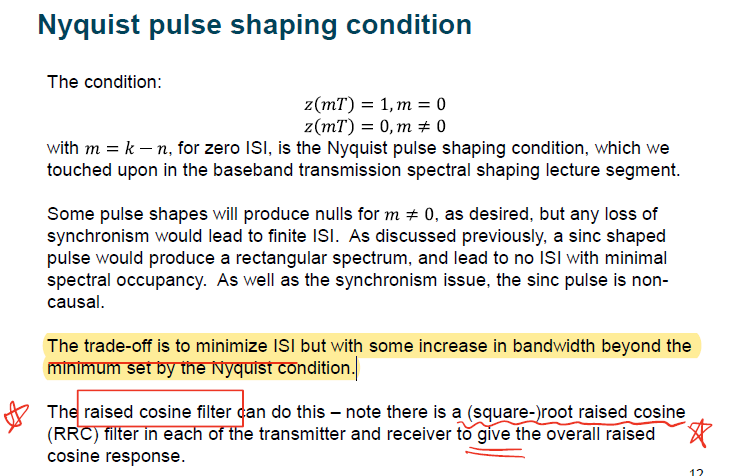 Nyquist pulse shaping condition
The condition:
z(mT) = 1, m = 0
z(mT) = 0, m ≠ 0
with m = k − n, for zero ISI, is the Nyquist pulse shaping condition, which we
touched upon in the baseband transmission spectral shaping lecture segment.
Some pulse shapes will produce nulls for m ≠ 0, as desired, but any loss of
synchronism would lead to finite ISI.  As discussed previously, a sinc shaped
pulse would produce a rectangular spectrum, and lead to no ISI with minimal
spectral occupancy.  As well as the synchronism issue, the sinc pulse is non-
causal.
The trade-off is to minimize ISI but with some increase in bandwidth beyond the
minimum set by the Nyquist condition.
The raised cosine filter can do this – note there is a (square-)root raised cosine
(RRC) filter in each of the transmitter and receiver to give the overall raised
cosine response.
12